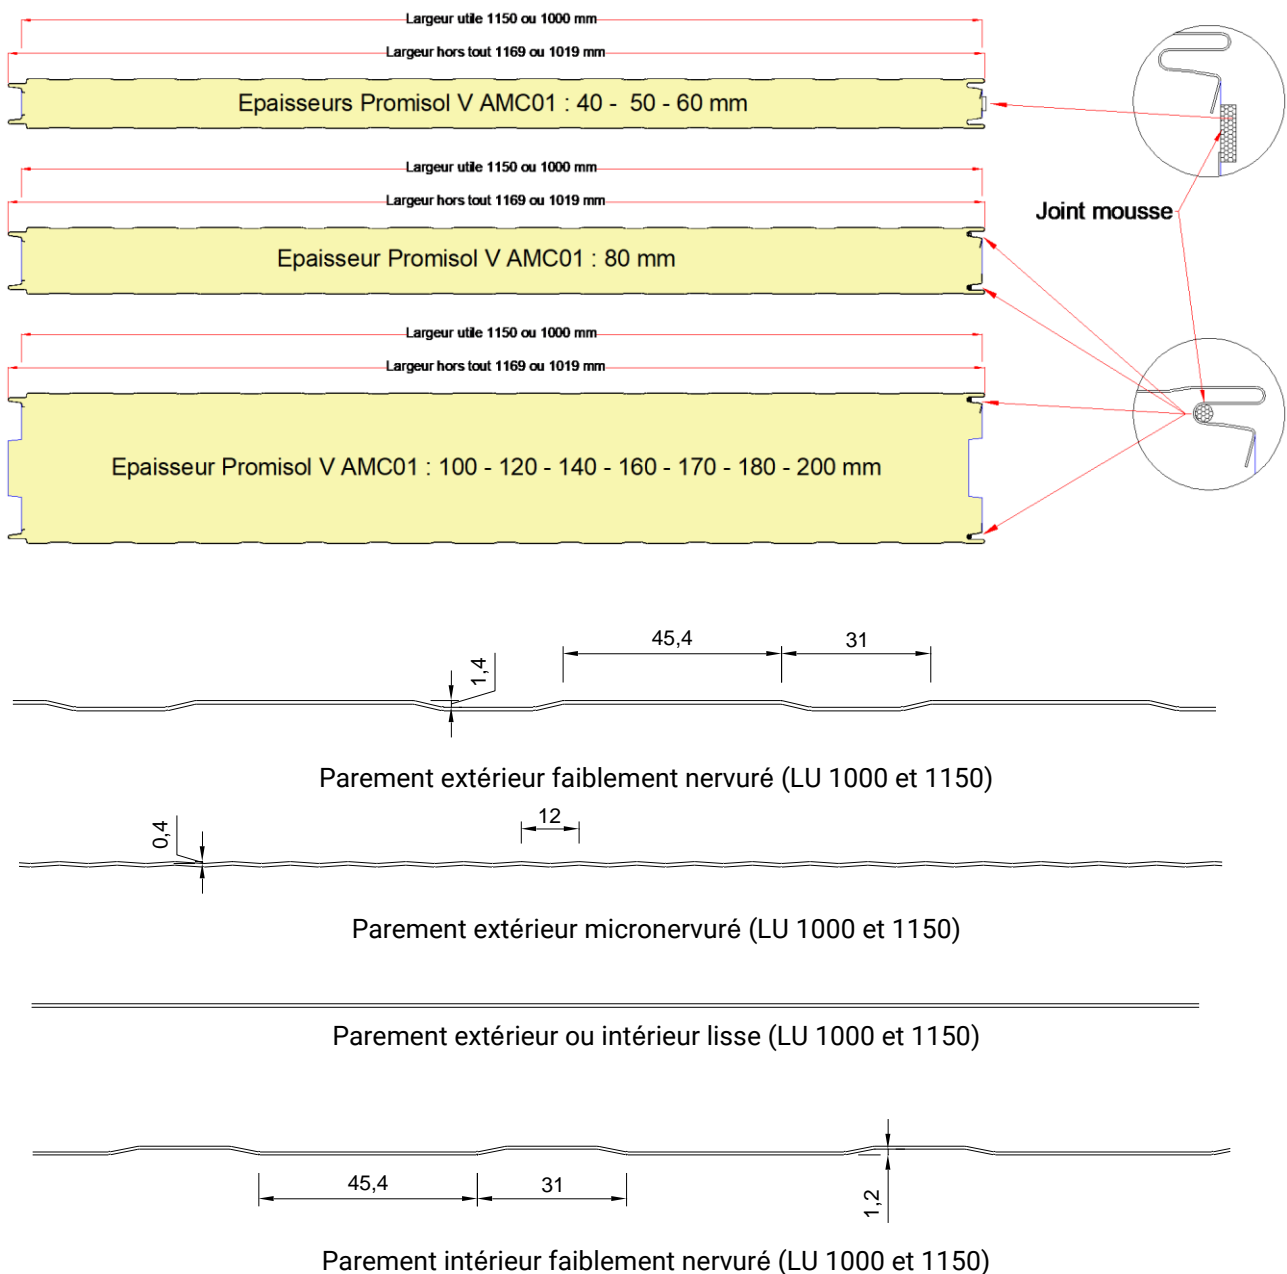 Largeur utile 1150 ou 1000 mm
Largeur hors tout 1169 ou 1019 mm
Epaisseurs Promisol V AMC01 : 40 - 50 - 60 mm
Largeur utile 1150 ou 1000 mm
Largeur hors tout 1169 ou 1019 mm
Joint mousse
Epaisseur Promisol V AMC01 : 80 mm
Largeur utile 1150 ou 1000 mm
Largeur hors tout 1169 ou 1019 mm
Epaisseur Promisol V AMC01 : 100 - 120 - 140 - 160 - 170 - 180 - 200 mm
1,4
45,4
31
Parement extérieur faiblement nervuré (LU 1000 et 1150)
0,4
12
Parement extérieur micronervuré (LU 1000 et 1150)
Parement extérieur ou intérieur lisse (LU 1000 et 1150)
45,4
31
1,2
Parement intérieur faiblement nervuré (LU 1000 et 1150)